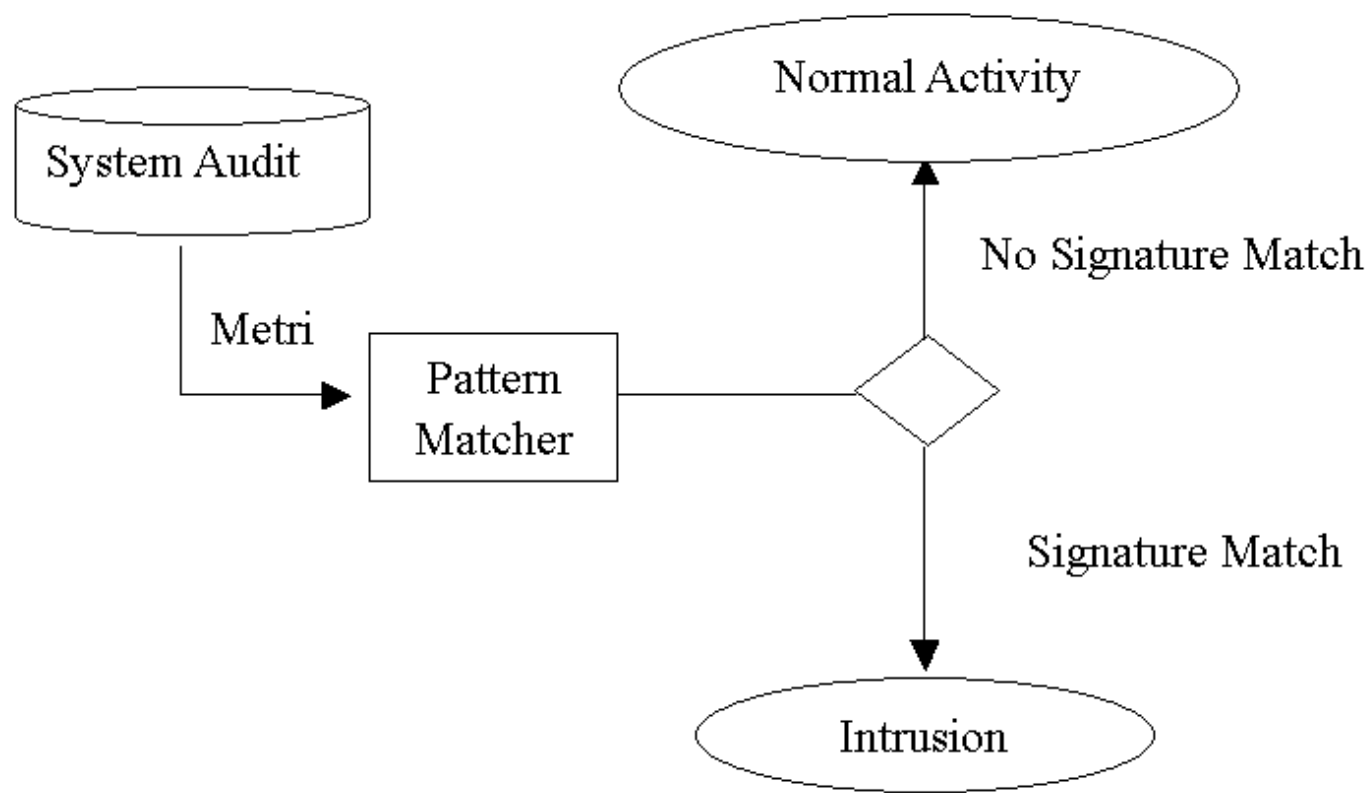 Normal Activity
System Audit
No Signature Match
Metri
Pattern
Matcher
Signature Match
Intrusion